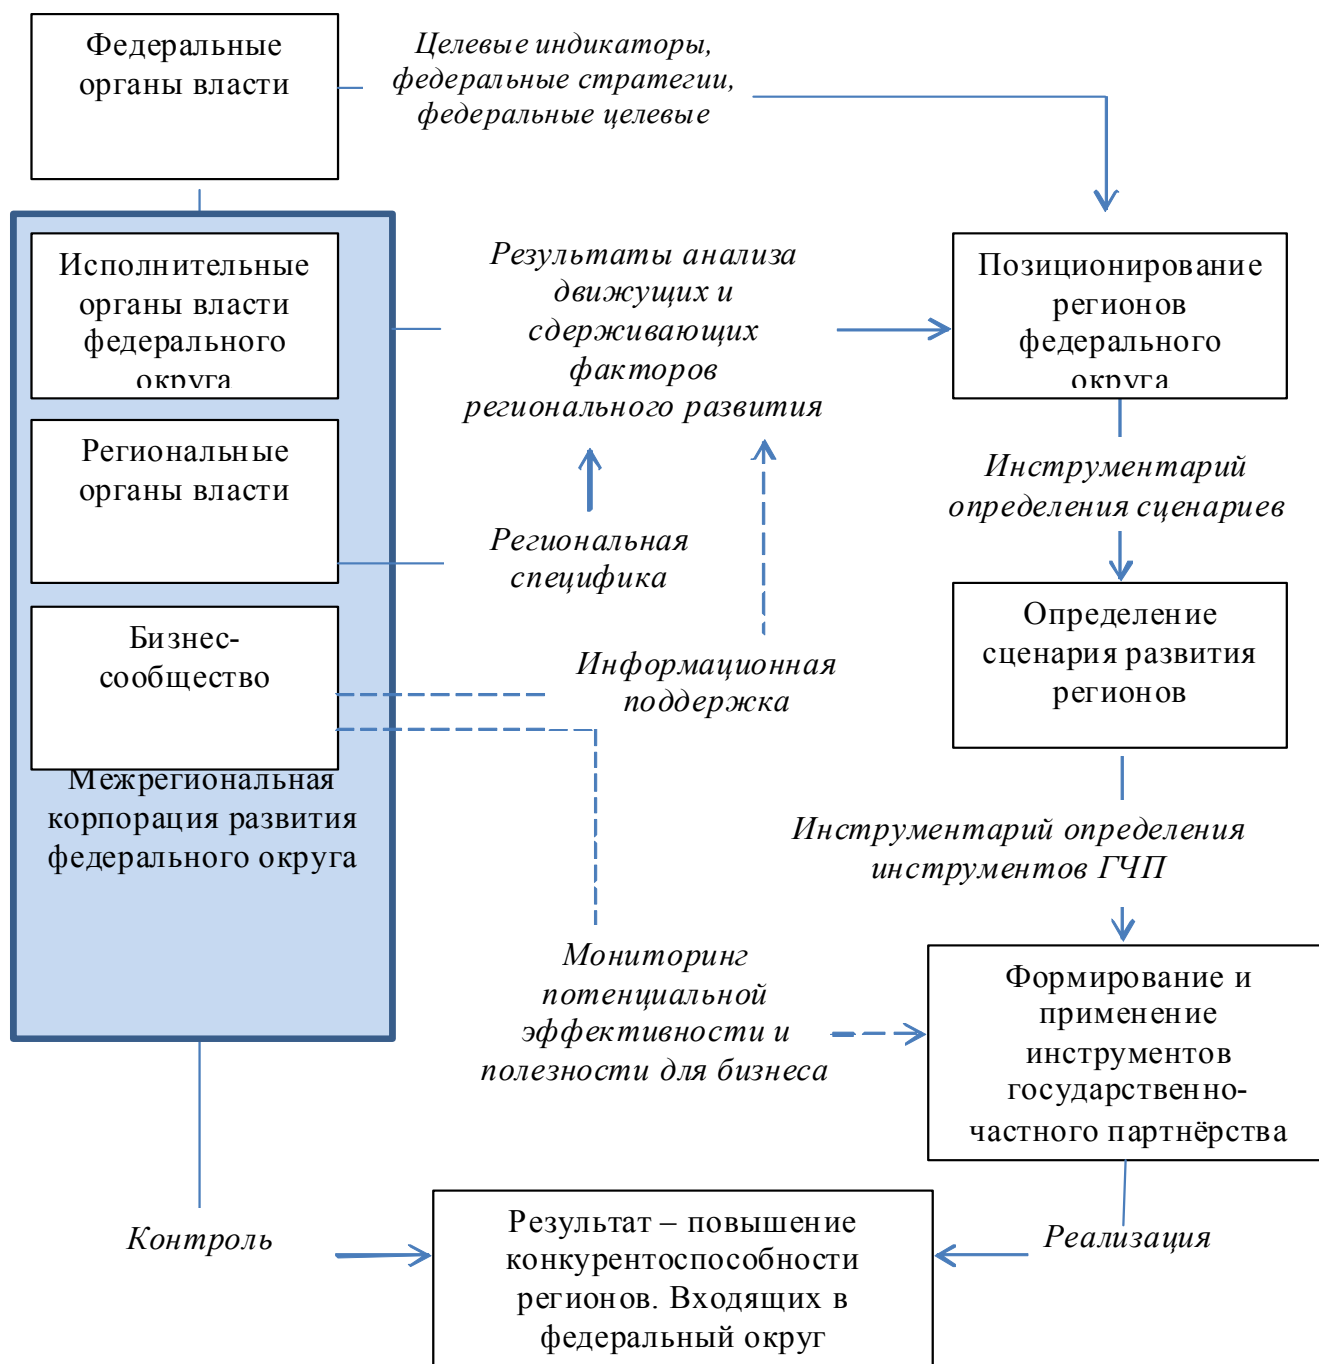 Федеральные
органы власти
Целевые индикаторы,
федеральные стратегии,
федеральные целевые
Исполнительные
органы власти
федерального
округа
Результаты анализа
движущих и
сдерживающих
факторов
регионального развития
Позиционирование
регионов
федерального
округа
Региональные
органы власти
Инструментарий
определения сценариев
Региональная
специфика
Бизнес-
сообщество
Информационная
поддержка
Определение
сценария развития
регионов
Межрегиональная
корпорация развития
федерального округа
Инструментарий определения
инструментов ГЧП
Мониторинг
потенциальной
эффективности и
полезности для бизнеса
Формирование и
применение
инструментов
государственно-
частного партнёрства
Контроль
Результат – повышение
конкурентоспособности
регионов. Входящих в
федеральный округ
Реализация